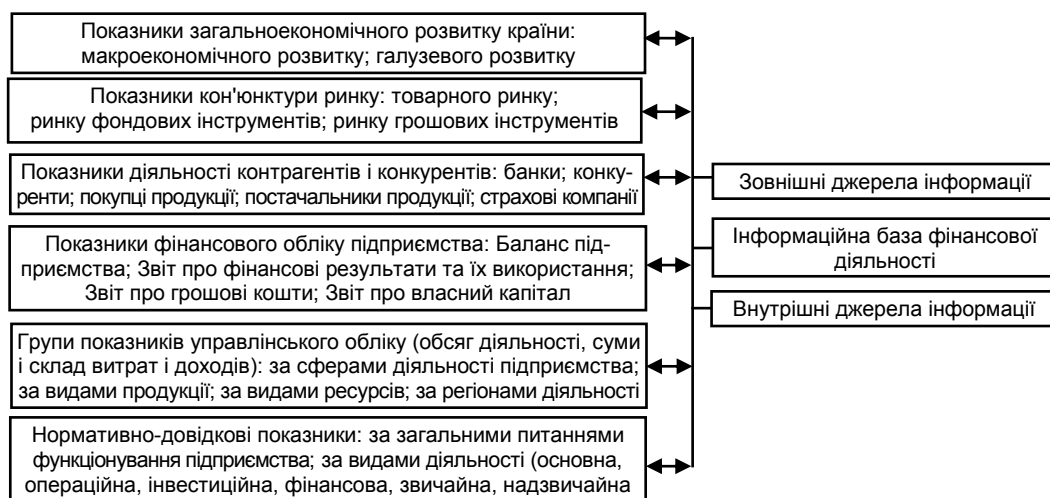 Показники загальноекономічного розвитку країни:
макроекономічного розвитку; галузевого розвитку
Показники кон'юнктури ринку: товарного ринку;
ринку фондових інструментів; ринку грошових інструментів
Показники діяльності контрагентів і конкурентів: банки; конку-
ренти; покупці продукції; постачальники продукції; страхові компанії
Показники фінансового обліку підприємства: Баланс під-
приємства; Звіт про фінансові результати та їх використання;
Звіт про грошові кошти; Звіт про власний капітал
Групи показників управлінського обліку (обсяг діяльності, суми
і склад витрат і доходів): за сферами діяльності підприємства;
за видами продукції; за видами ресурсів; за регіонами діяльності
Нормативно-довідкові показники: за загальними питаннями
функціонування підприємства; за видами діяльності (основна,
операційна, інвестиційна, фінансова, звичайна, надзвичайна
Зовнішні джерела інформації
Інформаційна база фінансової
діяльності
Внутрішні джерела інформації